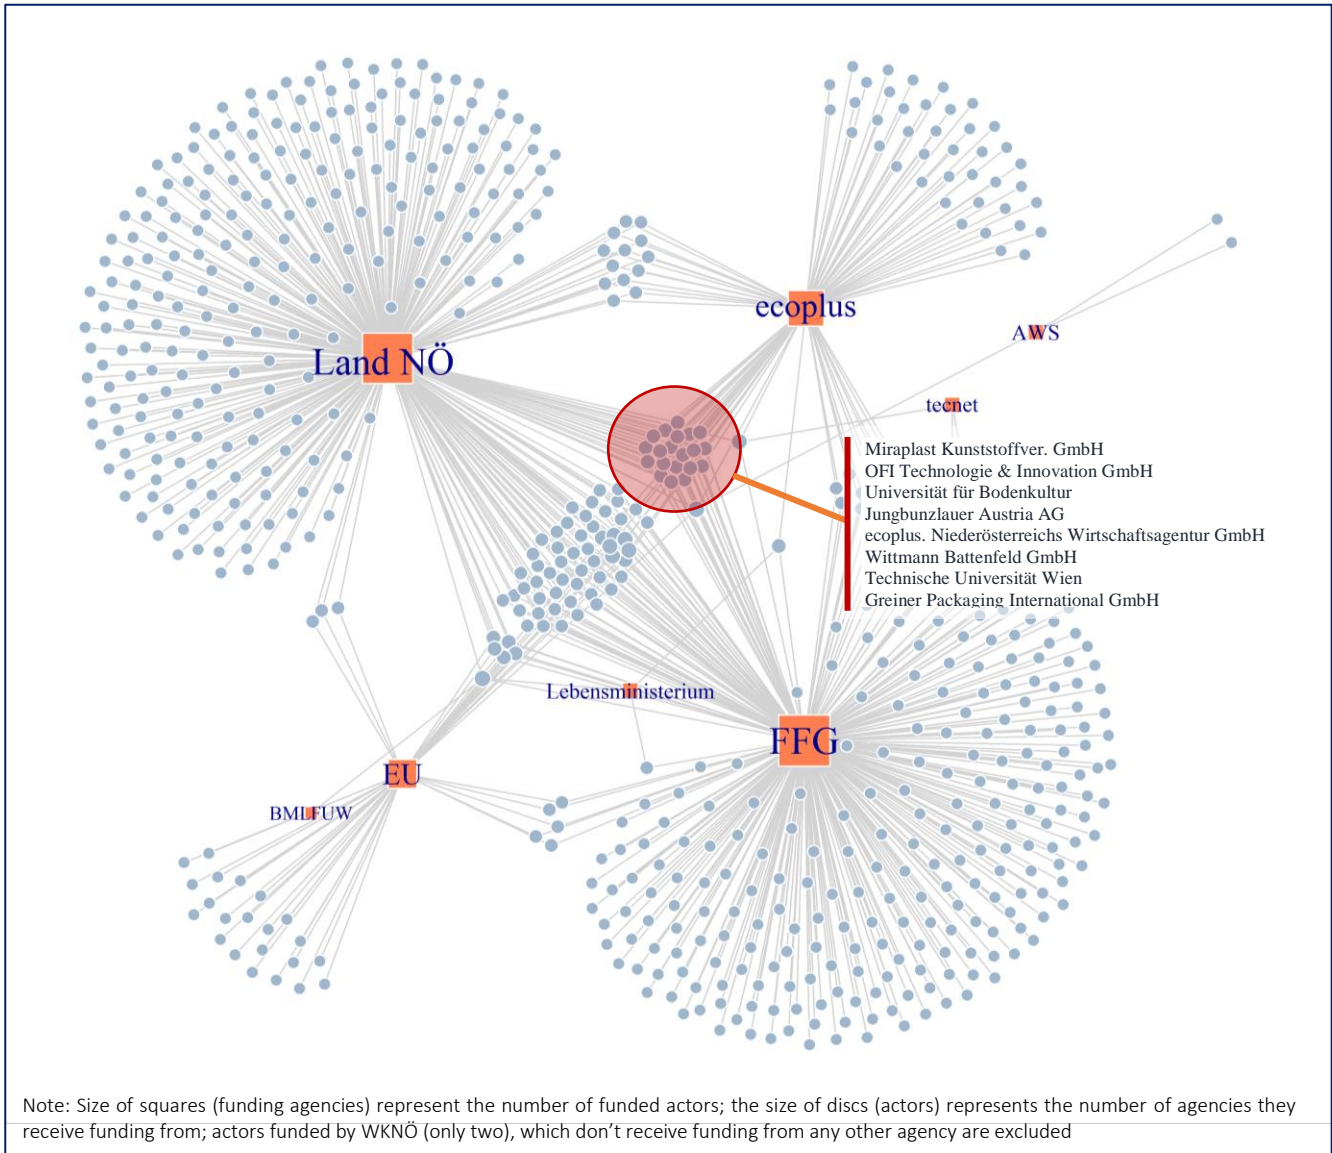 ecoplus
AWS
Land NÖ
tecnet
Miraplast Kunststoffver. GmbH
OFI Technologie & Innovation GmbH
Universität für Bodenkultur
Jungbunzlauer Austria AG
ecoplus. Niederösterreichs Wirtschaftsagentur GmbH
Wittmann Battenfeld GmbH
Technische Universität Wien
Greiner Packaging International GmbH
Lebensministerium
FFG
EU
BMLFUW
Note: Size of squares (funding agencies) represent the number of funded actors; the size of discs (actors) represents the number of agencies they
receive funding from; actors funded by WKNÖ (only two), which don’t receive funding from any other agency are excluded